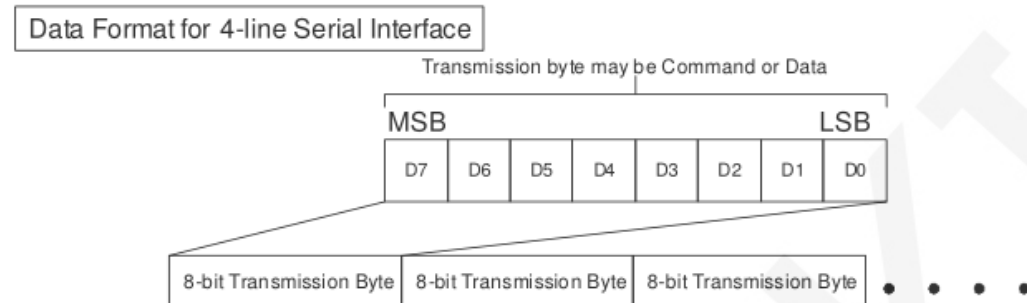 Data Format for 4-line Serial Interface
Transmission byte may be Command or Data
MSB LSB
D7 D6 D5 D4 D3 D2 D1 D0
8-bit Transmission Byte 8-bit Transmission Byte 8-bit Transmission Byte